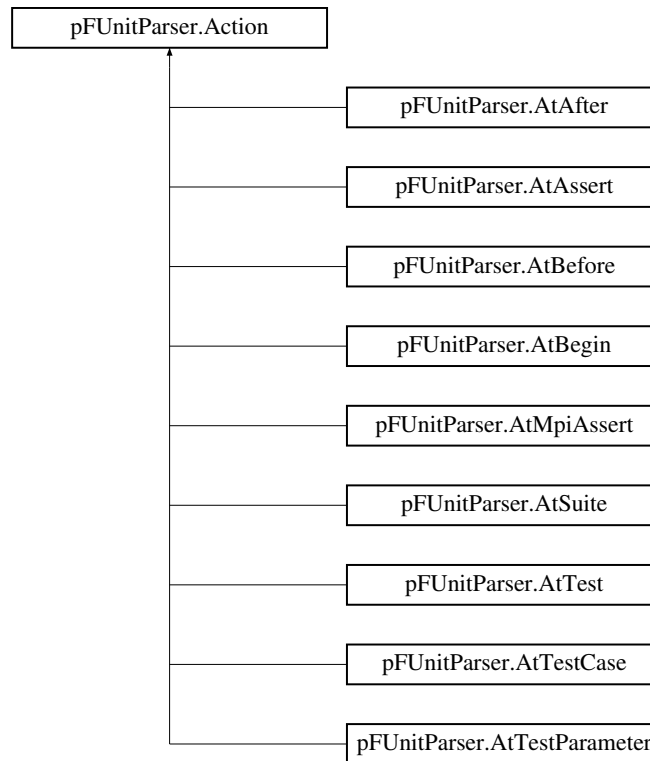 pFUnitParser.Action
pFUnitParser.AtAfter
pFUnitParser.AtAssert
pFUnitParser.AtBefore
pFUnitParser.AtBegin
pFUnitParser.AtMpiAssert
pFUnitParser.AtSuite
pFUnitParser.AtTest
pFUnitParser.AtTestCase
pFUnitParser.AtTestParameter